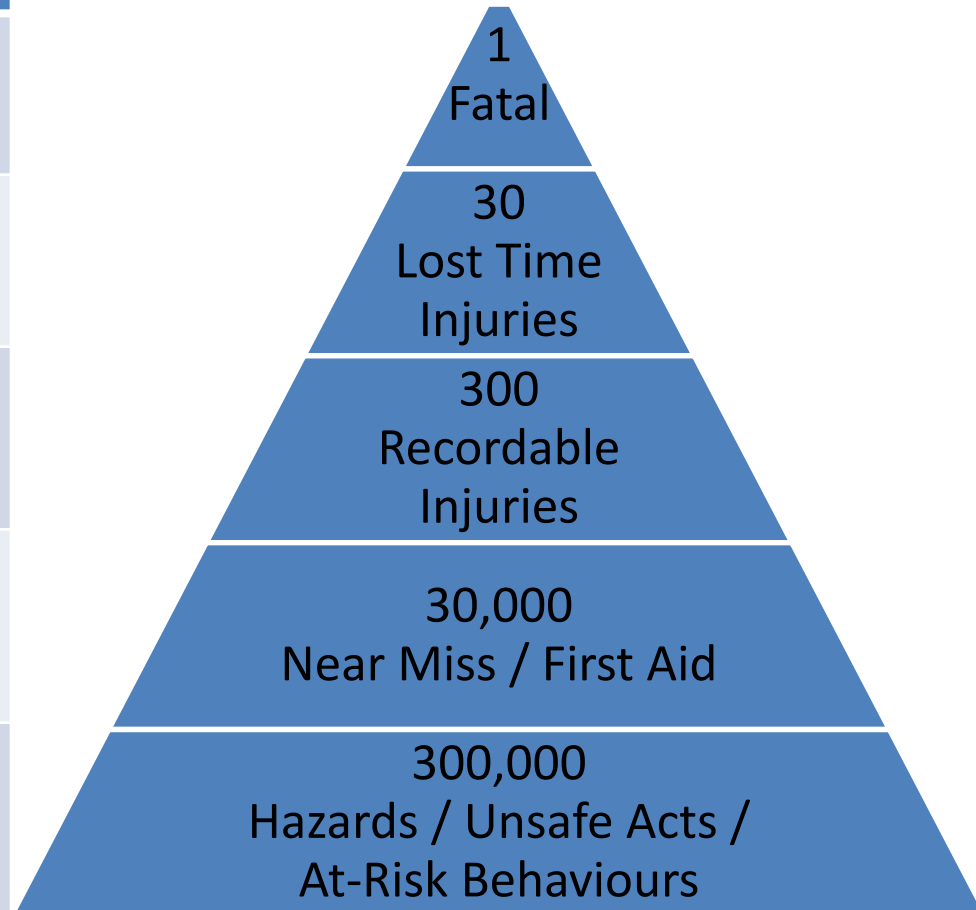 1
Fatal
30
Lost Time
Injuries
300
Recordable
Injuries
30,000
Near Miss / First Aid
300,000
Hazards / Unsafe Acts /
At-Risk Behaviours